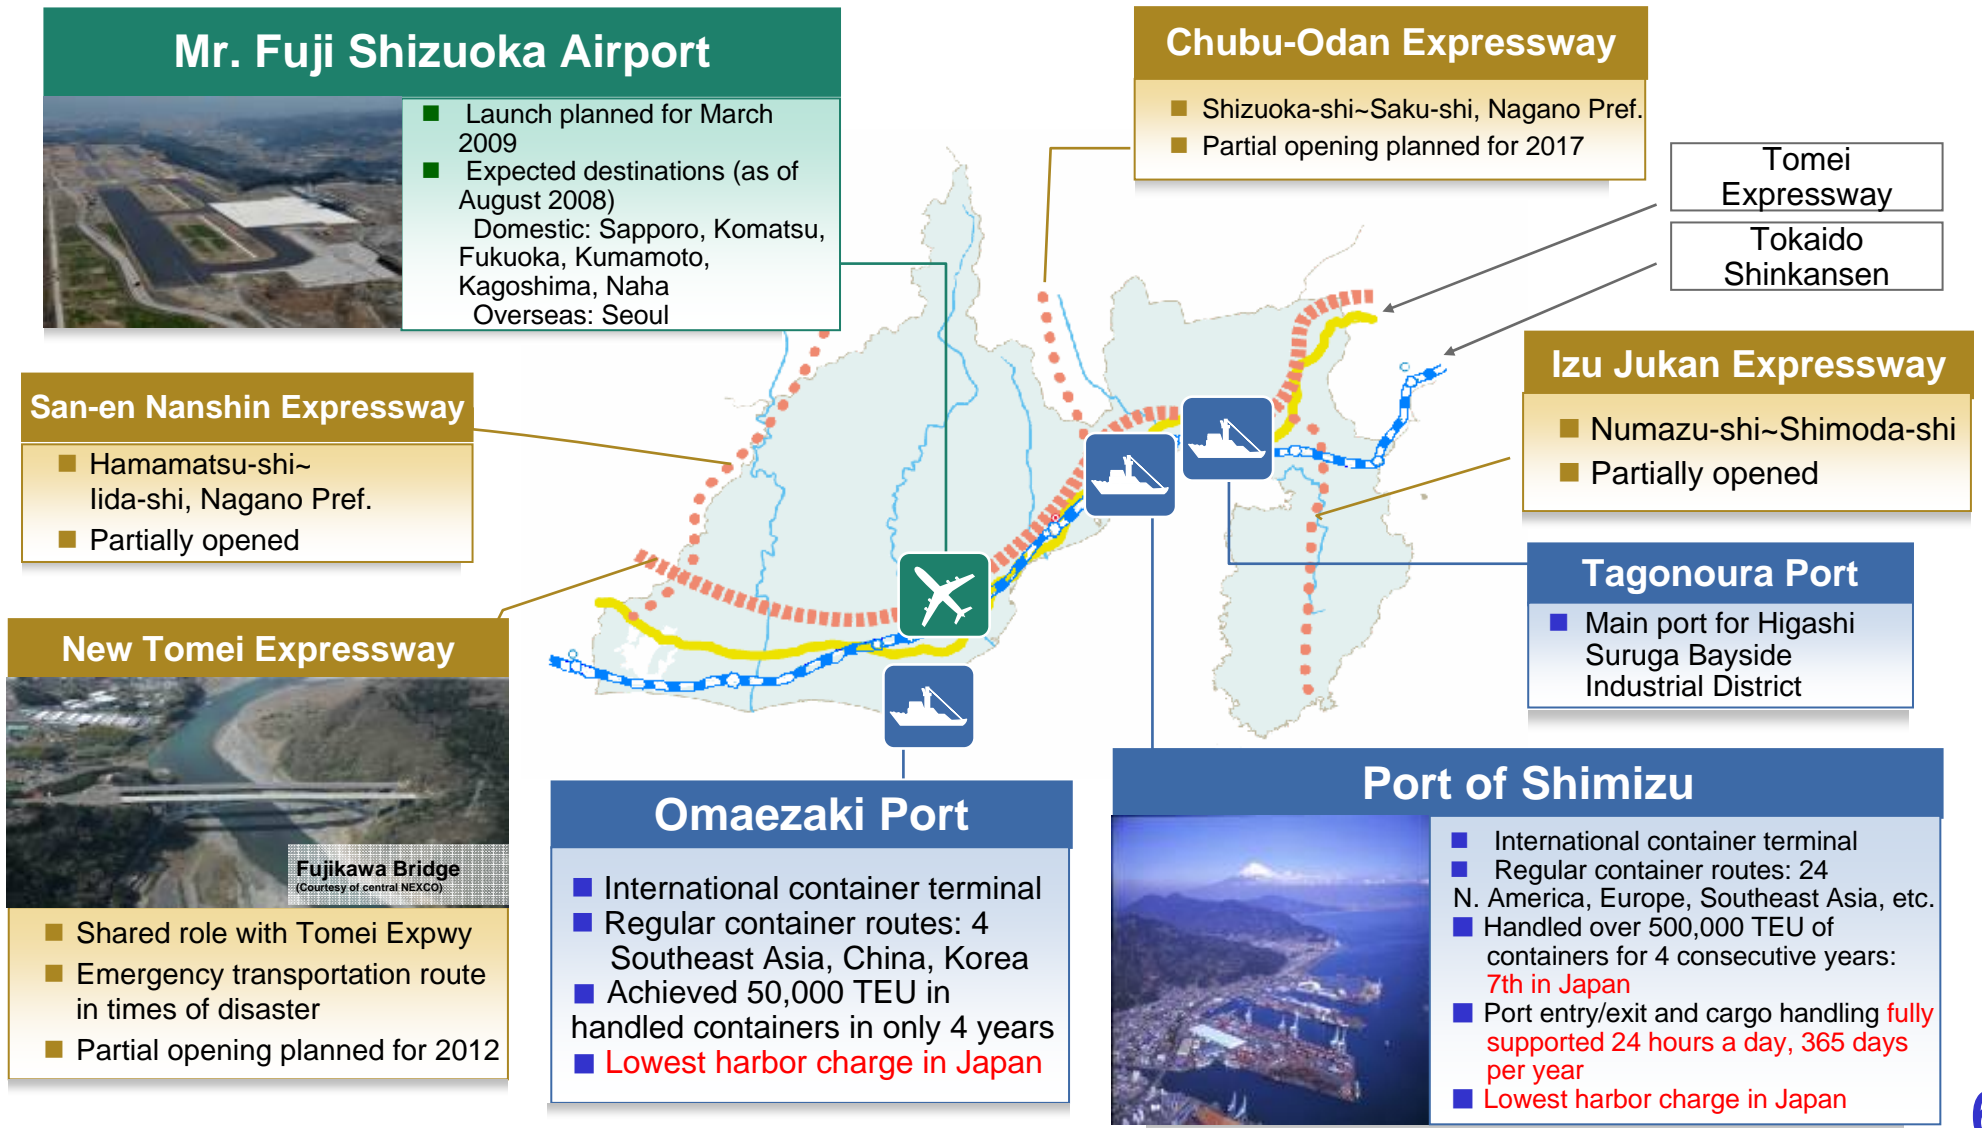 Mr. Fuji Shizuoka Airport
Launch planned for March
2009
Expected destinations (as of
August 2008)
Domestic: Sapporo, Komatsu,
Fukuoka, Kumamoto,
Kagoshima, Naha
Overseas: Seoul
Chubu-Odan Expressway
Shizuoka-shi~Saku-shi, Nagano Pref.
Partial opening planned for 2017
Tomei
Expressway
Tokaido
Shinkansen
San-en Nanshin Expressway
Hamamatsu-shi~
Iida-shi, Nagano Pref.
Partially opened
Izu Jukan Expressway
Numazu-shi~Shimoda-shi
Partially opened
Tagonoura Port
Main port for Higashi
Suruga Bayside
Industrial District
New Tomei Expressway
Fujikawa Bridge
(Courtesy of central NEXCO)
Shared role with Tomei Expwy
Emergency transportation route
in times of disaster
Partial opening planned for 2012
Omaezaki Port
International container terminal
Regular container routes: 4
Southeast Asia, China, Korea
Achieved 50,000 TEU in
handled containers in only 4 years
Lowest harbor charge in Japan
Port of Shimizu
International container terminal
Regular container routes: 24
N. America, Europe, Southeast Asia, etc.
Handled over 500,000 TEU of
containers for 4 consecutive years:
7th in Japan
Port entry/exit and cargo handling fully
supported 24 hours a day, 365 days
per year
Lowest harbor charge in Japan